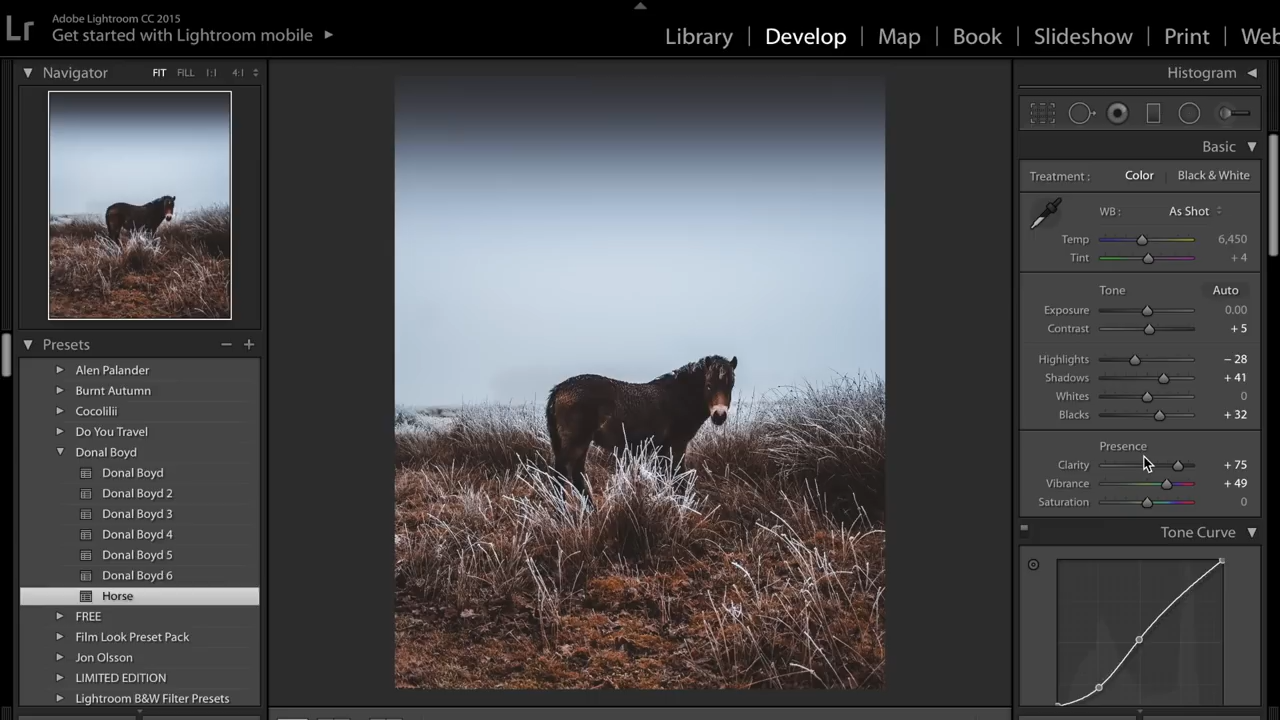 Lr
Adobe Lightroom CC 2015
Get started with Lightroom mobile
Library | Develop | Map | Book | Slideshow | Print | Web
Navigator FIT FILL 1:1 4:1
Presets
Alen Palander
Burnt Autumn
Cocolilii
Do You Travel
Donal Boyd
Donal Boyd
Donal Boyd 2
Donal Boyd 3
Donal Boyd 4
Donal Boyd 5
Donal Boyd 6
Horse
FREE
Film Look Preset Pack
Jon Olsson
LIMITED EDITION
Lightroom B&W Filter Presets
Histogram
Basic
Treatment : Color | Black & White
WB : As Shot
Temp 6,450
Tint + 4
Tone Auto
Exposure 0.00
Contrast + 5
Highlights − 28
Shadows + 41
Whites 0
Blacks + 32
Presence
Clarity + 75
Vibrance + 49
Saturation 0
Tone Curve